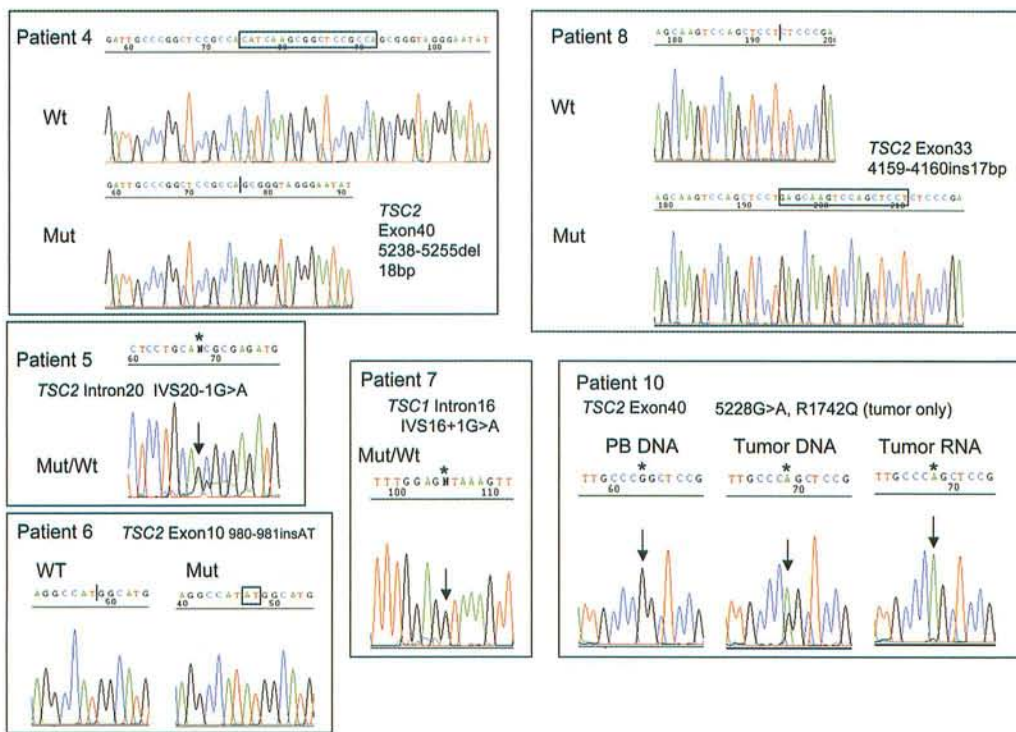 Patient 4
GATTGCCCGGCTCCGCCACATCAAGCGGCTCCGCCAGCGGGTAGGGAATAT
60 70 80 90 100
Wt
GATTGCCCGGCTCCGCCAGCGGGTAGGGAATAT
60 70 80 90
Mut
TSC2
Exon40
5238-5255del
18bp
Patient 8
AGCAAGTCCAGCTCCTCTCCCGA
180 190 200
Wt
TSC2 Exon33
4159-4160ins17bp
AGCAAGTCCAGCTCCTGAGCAAGTCCAGCTCCTCTCCCGA
180 190 200 210
Mut
Patient 5
*
CTCCTGCANCGCGAGATG
60 70
TSC2 Intron20 IVS20-1G>A
Mut/Wt
Patient 6
TSC2 Exon10 980-981insAT
WT Mut
AGGCCATGGCATG AGGCCATATGGCATG
50 40 50
Patient 7
TSC1 Intron16
IVS16+1G>A
Mut/Wt
*
TTTGGAGNTAAAGTT
100 110
Patient 10
TSC2 Exon40 5228G>A, R1742Q (tumor only)
PB DNA Tumor DNA Tumor RNA
* * *
TTGCCCGGCTCCG TTGCCCAGCTCCG TTGCCCAGCTCCG
60 70 70